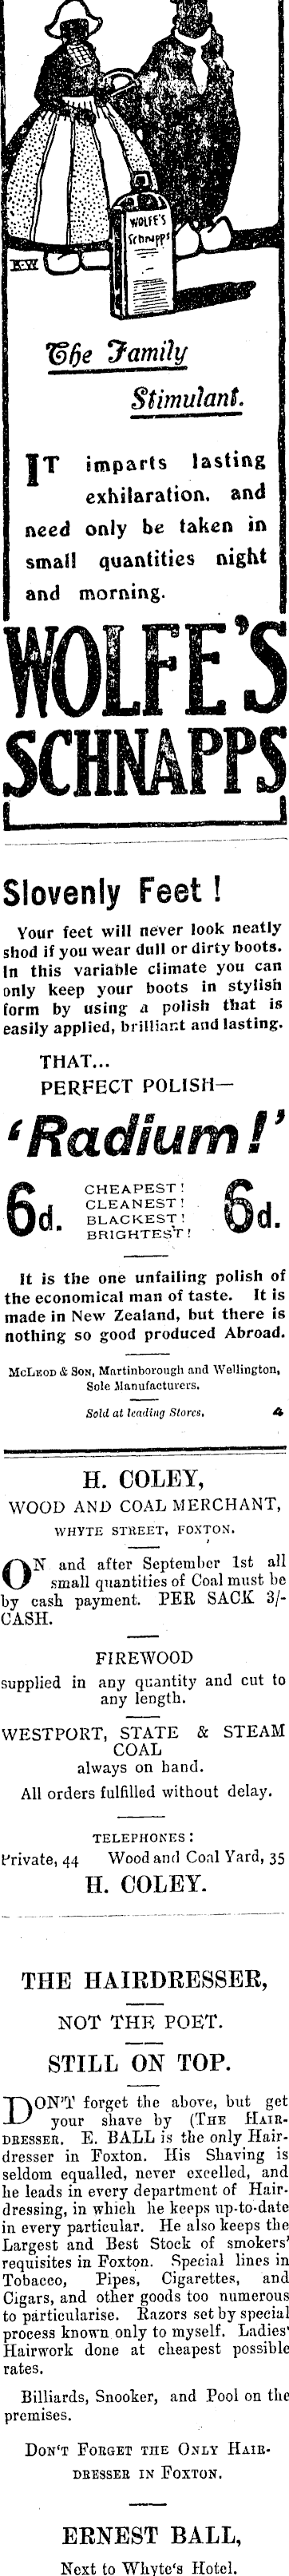 WOLFE'S
Schnapps
The Family
Stimulant.
IT imparts lasting
exhilaration, and
need only be taken in
small quantities night
and morning.
WOLFE'S
SCHNAPPS
Slovenly Feet !
Your feet will never look neatly
shod if you wear dull or dirty boots.
In this variable climate you can
only keep your boots in stylish
form by using a polish that is
easily applied, brilliant and lasting.
THAT...
PERFECT POLISH—
'Radium!'
6d. CHEAPEST! 6d.
CLEANEST!
BLACKEST!
BRIGHTEST!
It is the one unfailing polish of
the economical man of taste. It is
made in New Zealand, but there is
nothing so good produced Abroad.
McLEOD & SON, Martinborough and Wellington,
Sole Manufacturers.
Sold at leading Stores, 4
H. COLEY,
WOOD AND COAL MERCHANT,
WHYTE STREET, FOXTON.
ON and after September 1st all
small quantities of Coal must be
by cash payment. PER SACK 3/-
CASH.
FIREWOOD
supplied in any quantity and cut to
any length.
WESTPORT, STATE & STEAM
COAL
always on hand.
All orders fulfilled without delay.
TELEPHONES:
Private, 44 Wood and Coal Yard, 35
H. COLEY.
THE HAIRDRESSER,
NOT THE POET.
STILL ON TOP.
DON'T forget the above, but get
your shave by (THE HAIR-
DRESSER. E. BALL is the only Hair-
dresser in Foxton. His Shaving is
seldom equalled, never excelled, and
he leads in every department of Hair-
dressing, in which he keeps up-to-date
in every particular. He also keeps the
Largest and Best Stock of smokers'
requisites in Foxton. Special lines in
Tobacco, Pipes, Cigarettes, and
Cigars, and other goods too numerous
to particularise. Razors set by special
process known only to myself. Ladies'
Hairwork done at cheapest possible
rates.
Billiards, Snooker, and Pool on the
premises.
DON'T FORGET THE ONLY HAIR-
DRESSER IN FOXTON.
ERNEST BALL,
Next to Whyte's Hotel.